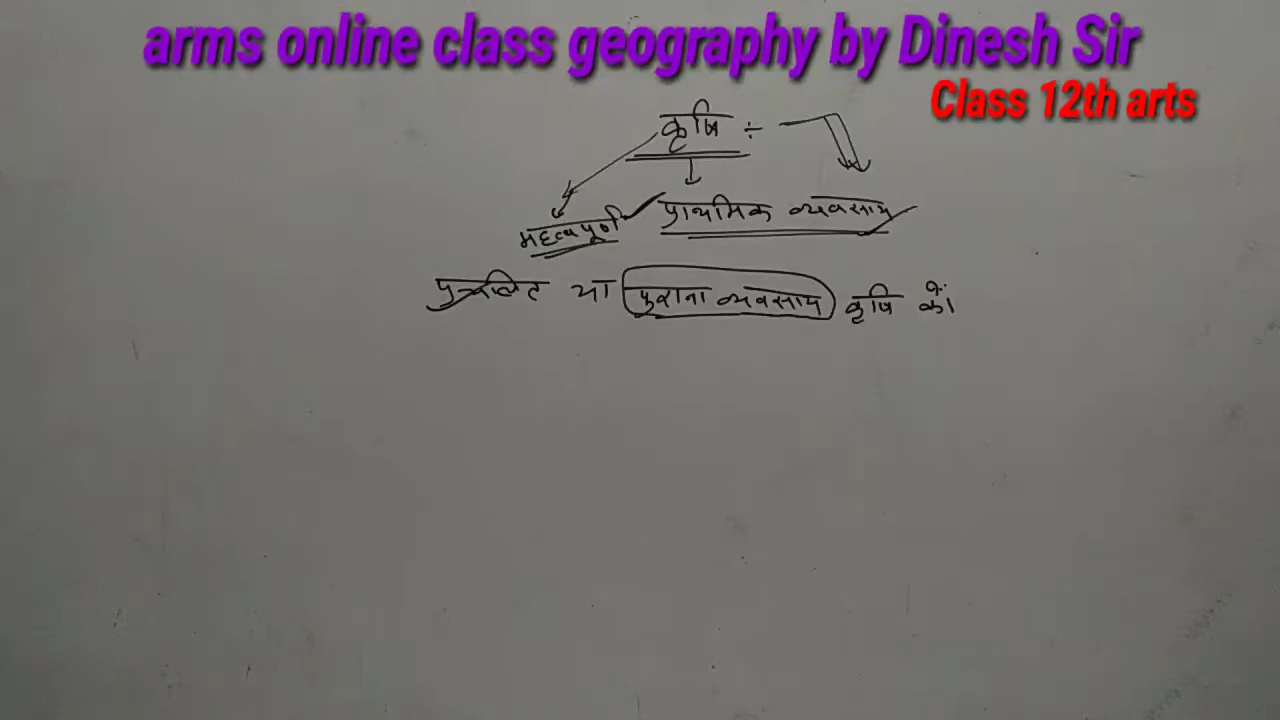 arms online class geography by Dinesh Sir
Class 12th arts
कृषि ÷
महत्वपूर्ण प्राथमिक व्यवसाय
प्रचलित या पुराना व्यवसाय कृषि को